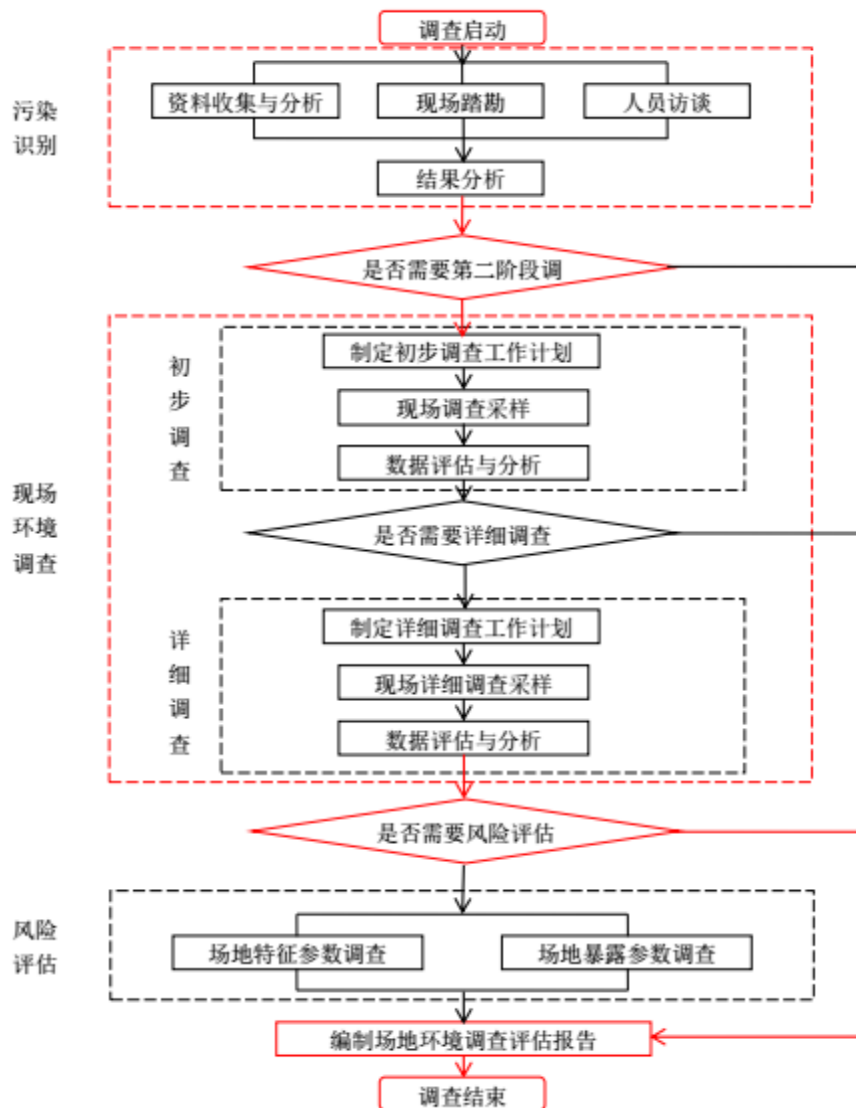 调查启动
污染
识别
资料收集与分析
现场踏勘
人员访谈
结果分析
是否需要第二阶段调
现场
环境
调查
初
步
调
查
制定初步调查工作计划
现场调查采样
数据评估与分析
是否需要详细调查
详
细
调
查
制定详细调查工作计划
现场详细调查采样
数据评估与分析
是否需要风险评估
风险
评估
场地特征参数调查
场地暴露参数调查
编制场地环境调查评估报告
调查结束